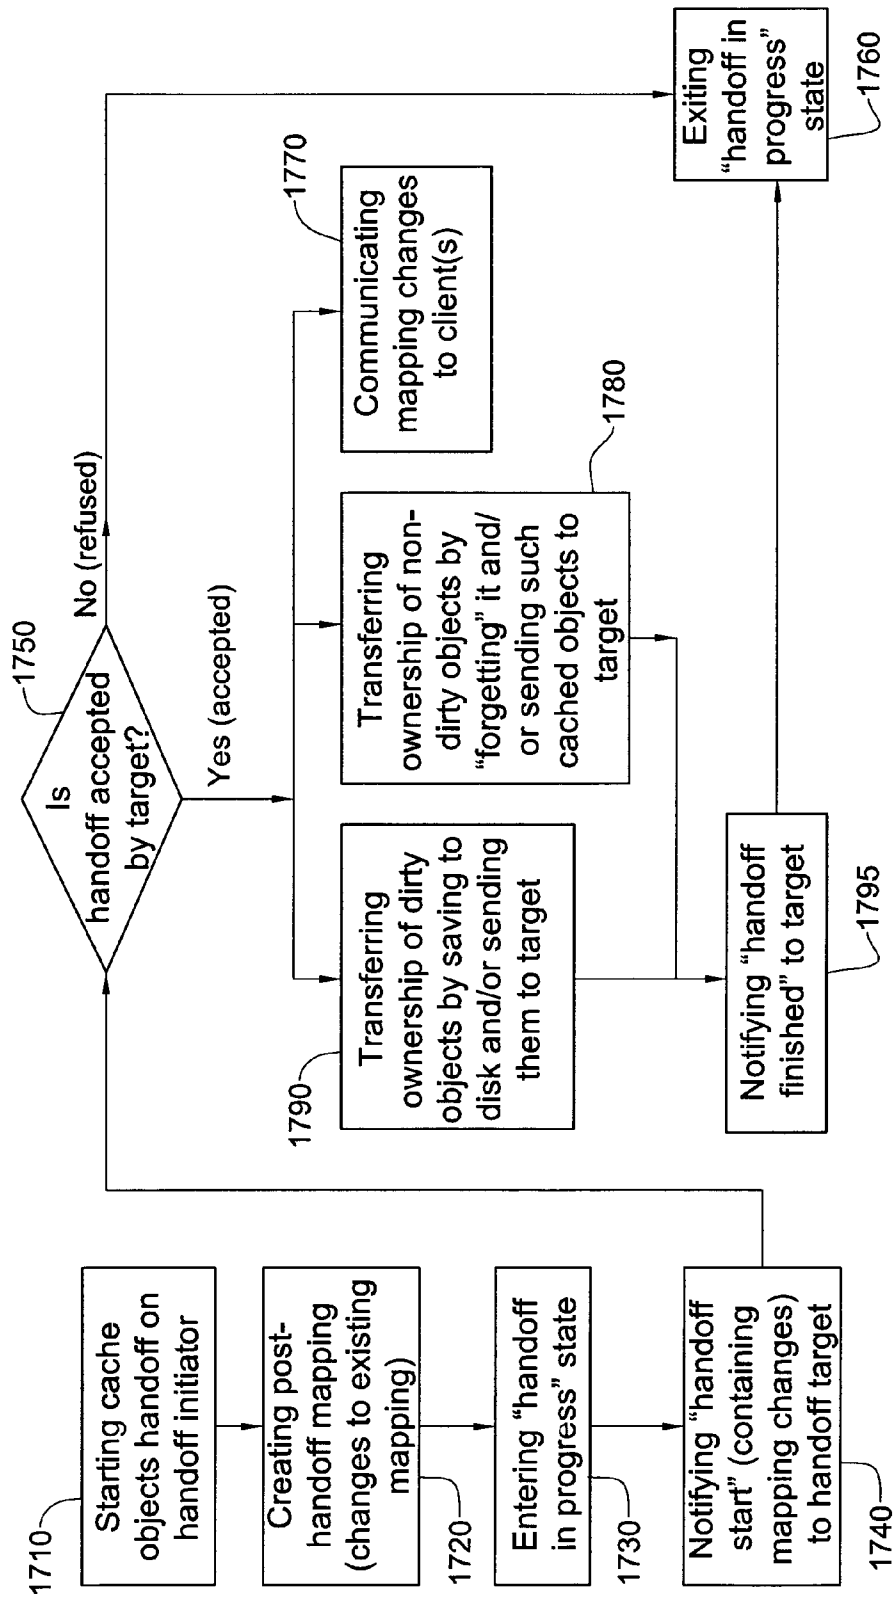 1710
Starting cache
objects handoff on
handoff initiator
Creating post-
handoff mapping
(changes to existing
mapping)
1720
Entering “handoff
in progress” state
1730
Notifying “handoff
start” (containing
mapping changes)
to handoff target
1740
Is
handoff accepted
by target?
1750
No (refused)
Yes (accepted)
1790
Transferring
ownership of dirty
objects by saving to
disk and/or sending
them to target
Transferring
ownership of non-
dirty objects by
“forgetting” it and/
or sending such
cached objects to
target
1780
Communicating
mapping changes
to client(s)
1770
Notifying “handoff
finished” to target
1795
Exiting
“handoff in
progress”
state
1760